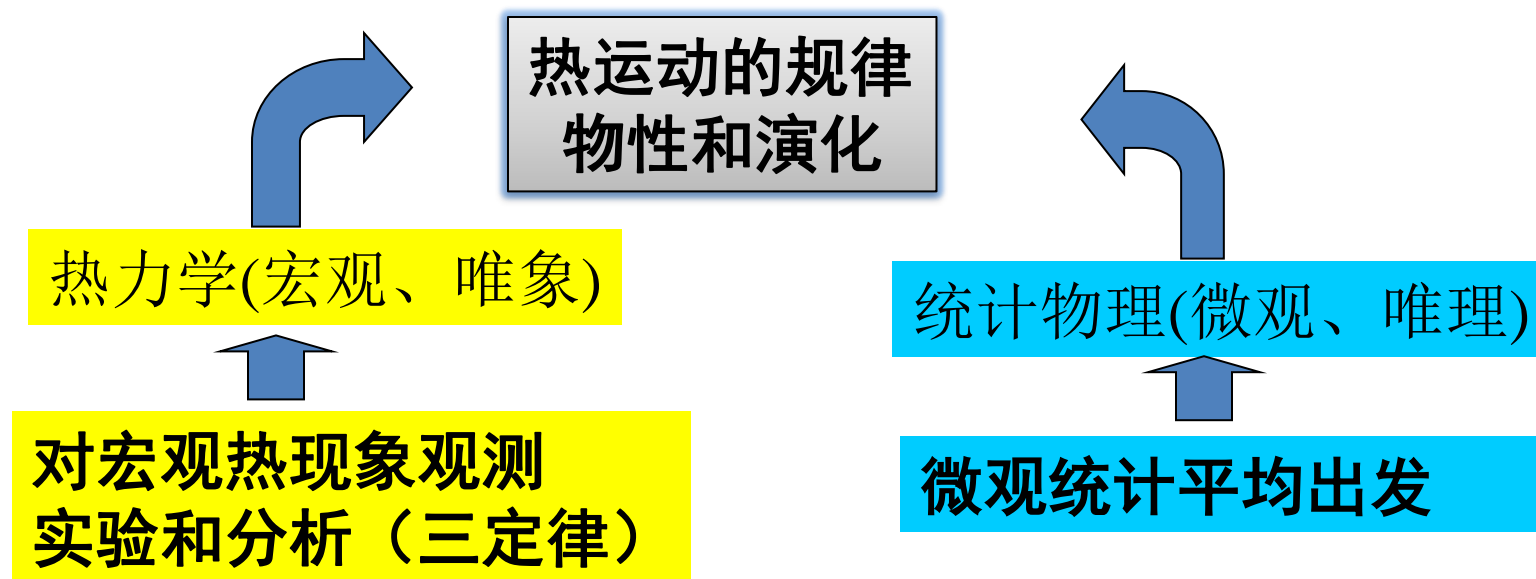 热运动的规律
物性和演化
热力学(宏观、唯象)
统计物理(微观、唯理)
对宏观热现象观测
实验和分析（三定律）
微观统计平均出发